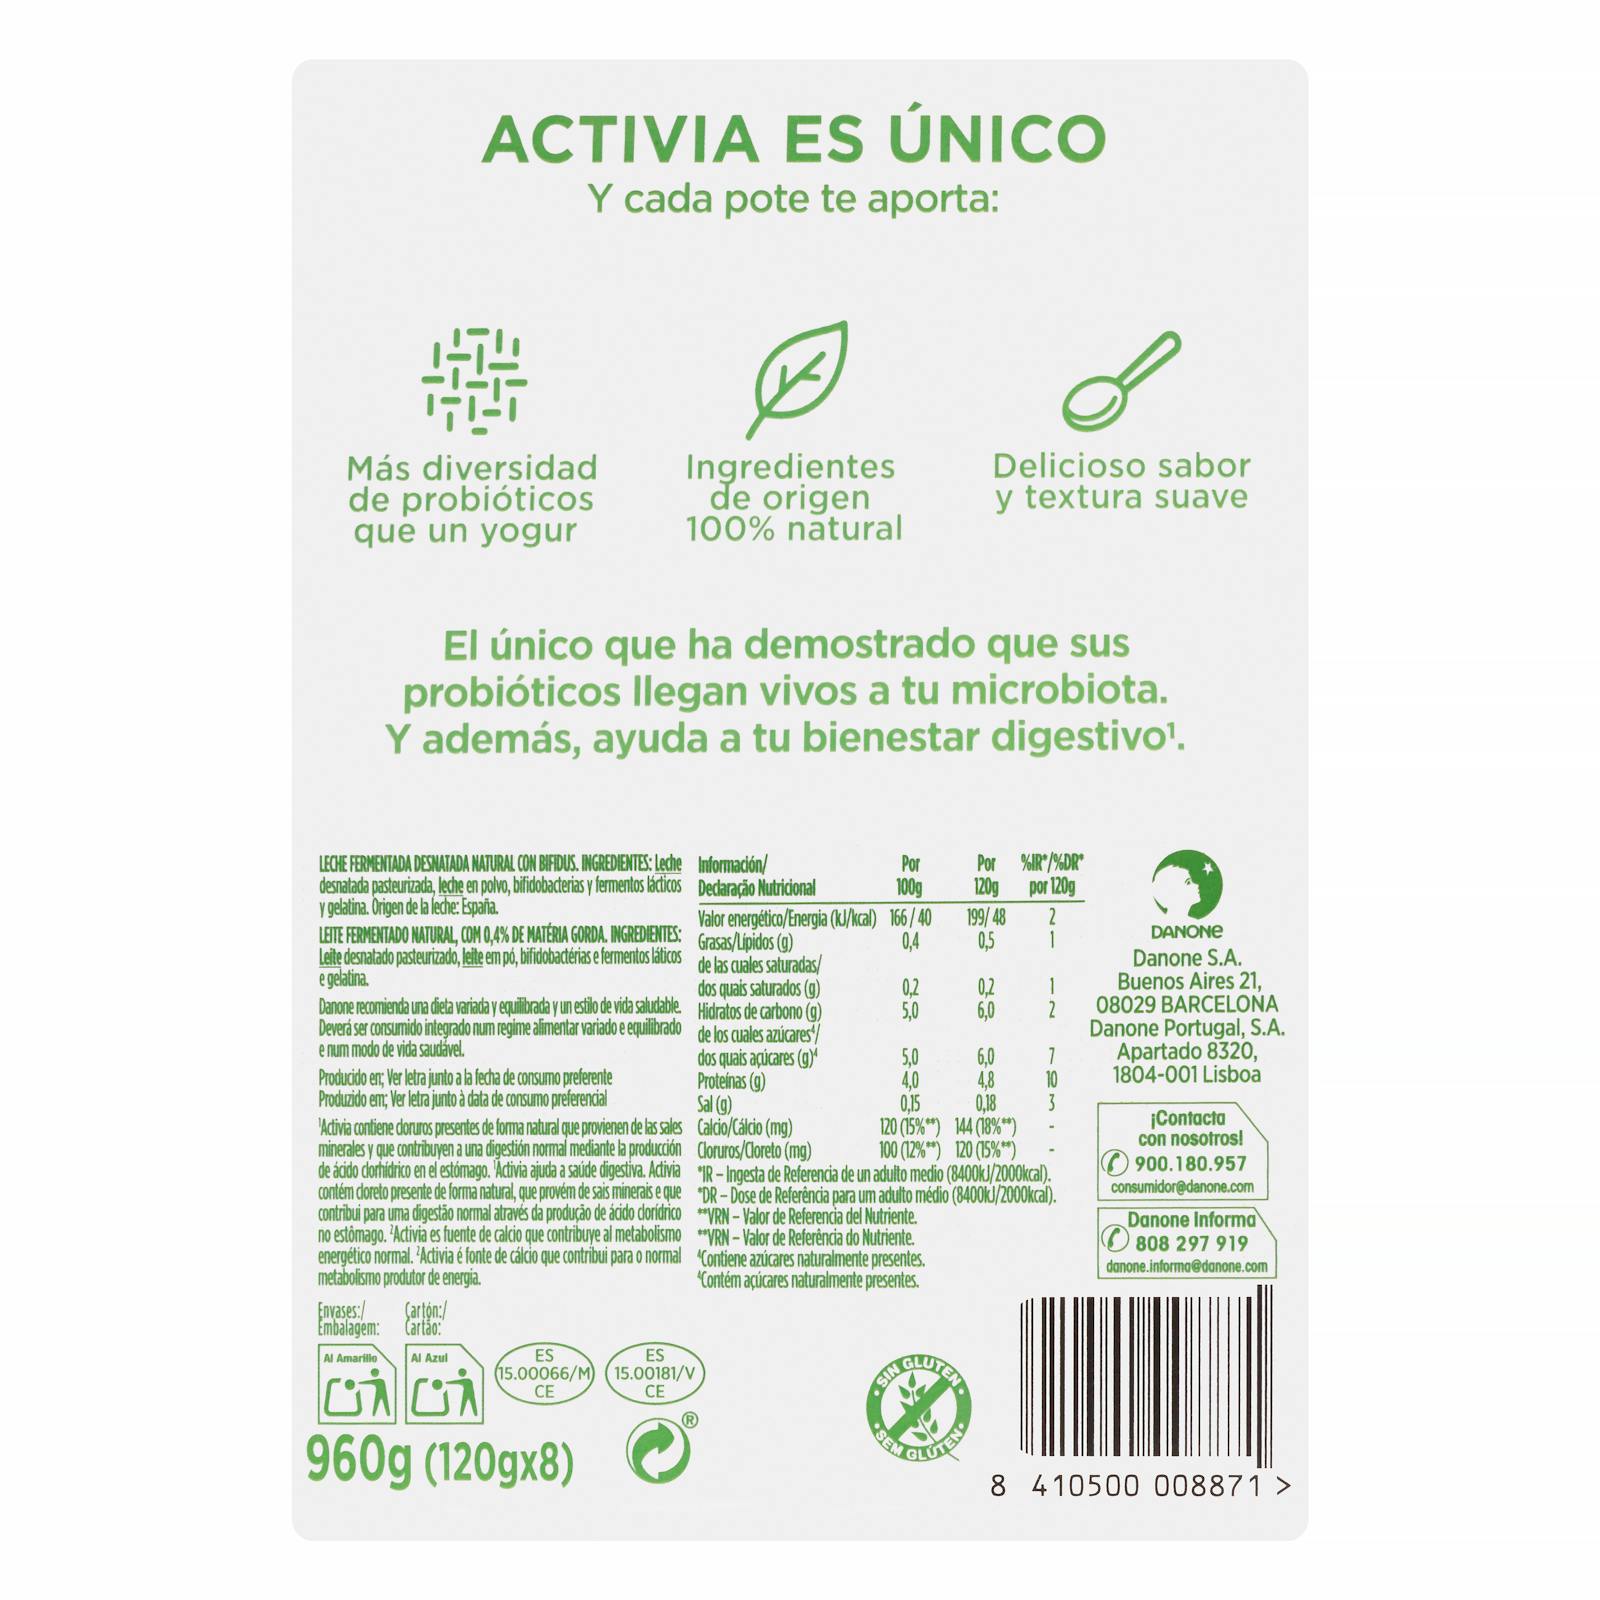 ACTIVIA ES ÚNICO
Y cada pote te aporta:
Más diversidad
de probióticos
que un yogur
Ingredientes
de origen
100% natural
Delicioso sabor
y textura suave
El único que ha demostrado que sus
probióticos llegan vivos a tu microbiota.
Y además, ayuda a tu bienestar digestivo¹.
LECHE FERMENTADA DESNATADA NATURAL CON BIFIDUS. INGREDIENTES: Leche
desnatada pasteurizada, leche en polvo, bifidobacterias y fermentos lácticos
y gelatina. Origen de la leche: España.
LEITE FERMENTADO NATURAL, COM 0,4% DE MATÉRIA GORDA. INGREDIENTES:
Leite desnatado pasteurizado, leite em pó, bifidobactérias e fermentos láticos
e gelatina.
Danone recomienda una dieta variada y equilibrada y un estilo de vida saludable.
Deverá ser consumido integrado num regime alimentar variado e equilibrado
e num modo de vida saudável.
Producido en; Ver letra junto a la fecha de consumo preferente
Produzido em; Ver letra junto à data de consumo preferencial
¹Activia contiene cloruros presentes de forma natural que provienen de las sales
minerales y que contribuyen a una digestión normal mediante la producción
de ácido clorhídrico en el estómago. ¹Activia ajuda a saúde digestiva. Activia
contém cloreto presente de forma natural, que provém de sais minerais e que
contribui para uma digestão normal através da produção de ácido clorídrico
no estômago. ²Activia es fuente de calcio que contribuye al metabolismo
energético normal. ²Activia é fonte de cálcio que contribui para o normal
metabolismo produtor de energia.
Información/ Por Por %IR*/%DR*
Declaração Nutricional 100g 120g por 120g
Valor energético/Energia (kJ/kcal) 166 / 40 199/ 48 2
Grasas/Lípidos (g) 0,4 0,5 1
de las cuales saturadas/
dos quais saturados (g) 0,2 0,2 1
Hidratos de carbono (g) 5,0 6,0 2
de los cuales azúcares⁴/
dos quais açúcares (g)⁴ 5,0 6,0 7
Proteínas (g) 4,0 4,8 10
Sal (g) 0,15 0,18 3
Calcio/Cálcio (mg) 120 (15%**) 144 (18%**) -
Cloruros/Cloreto (mg) 100 (12%**) 120 (15%**) -
*IR – Ingesta de Referencia de un adulto medio (8400kJ/2000kcal).
*DR – Dose de Referência para um adulto médio (8400kJ/2000kcal).
**VRN – Valor de Referencia del Nutriente.
**VRN – Valor de Referência do Nutriente.
⁴Contiene azúcares naturalmente presentes.
⁴Contém açúcares naturalmente presentes.
DANONE
Danone S.A.
Buenos Aires 21,
08029 BARCELONA
Danone Portugal, S.A.
Apartado 8320,
1804-001 Lisboa
¡Contacta
con nosotros!
900.180.957
consumidor@danone.com
Danone Informa
808 297 919
danone.informa@danone.com
Envases:/
Embalagem:
Cartón:/
Cartão:
Al Amarillo
Al Azul
ES
15.00066/M
CE
ES
15.00181/V
CE
®
960g (120gx8)
SIN GLUTEN
SEM GLÚTEN
8 410500 008871 >